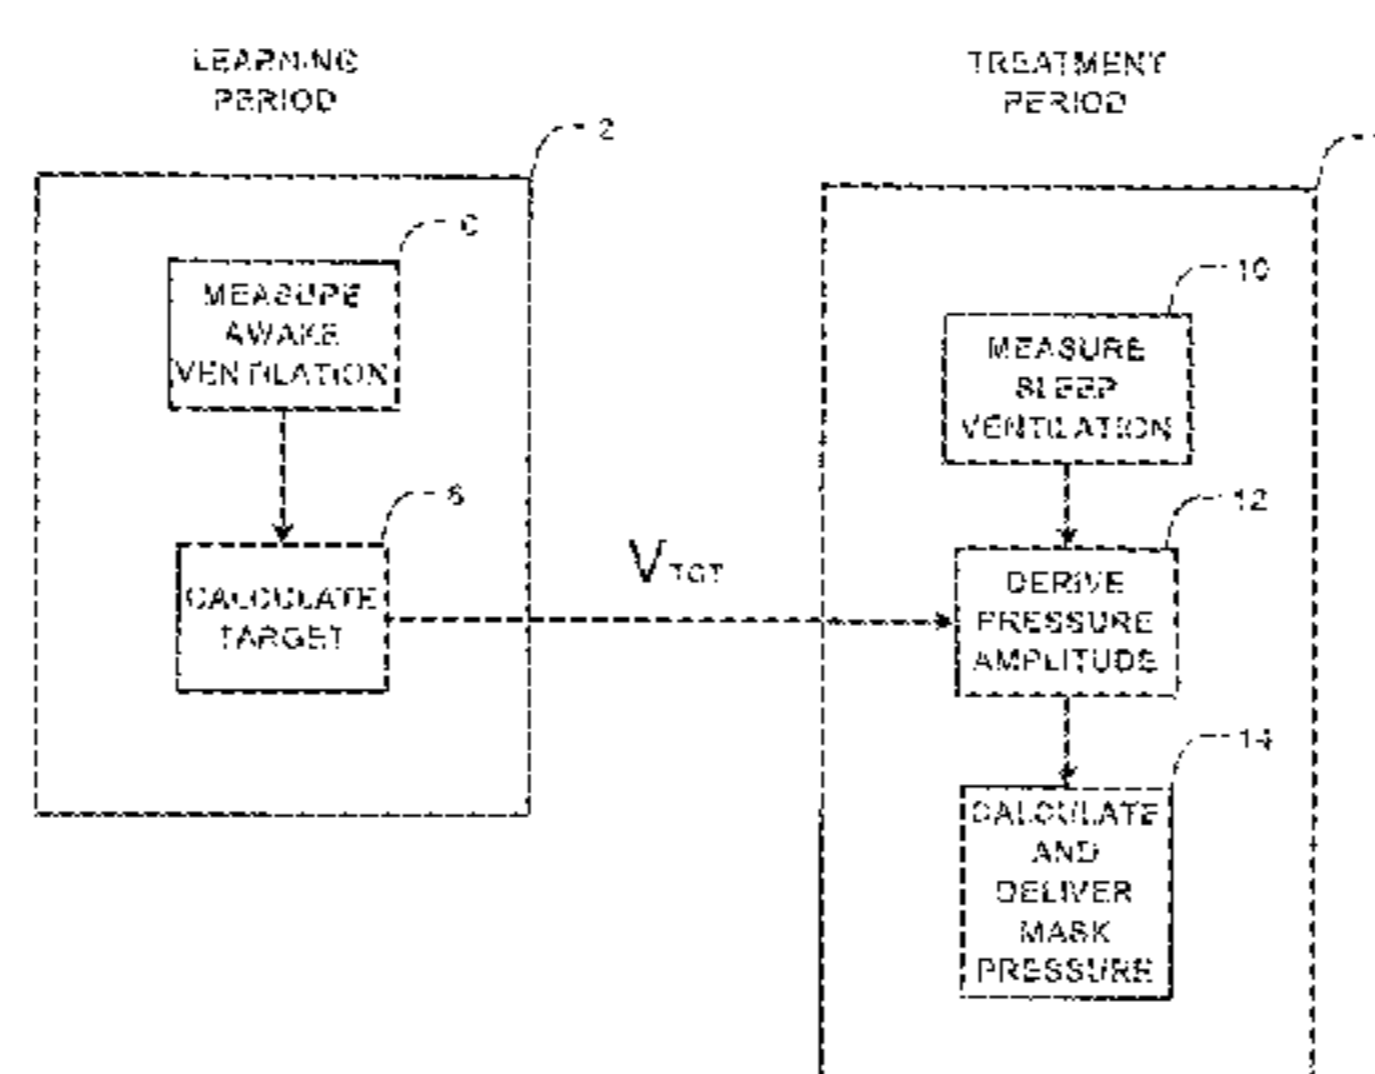 LEARNING
PERIOD
2
MEASURE
AWAKE
VENTILATION
CALCULATE
TARGET
V TGT
TREATMENT
PERIOD
10
MEASURE
SLEEP
VENTILATION
12
DERIVE
PRESSURE
AMPLITUDE
14
CALCULATE
AND
DELIVER
MASK
PRESSURE